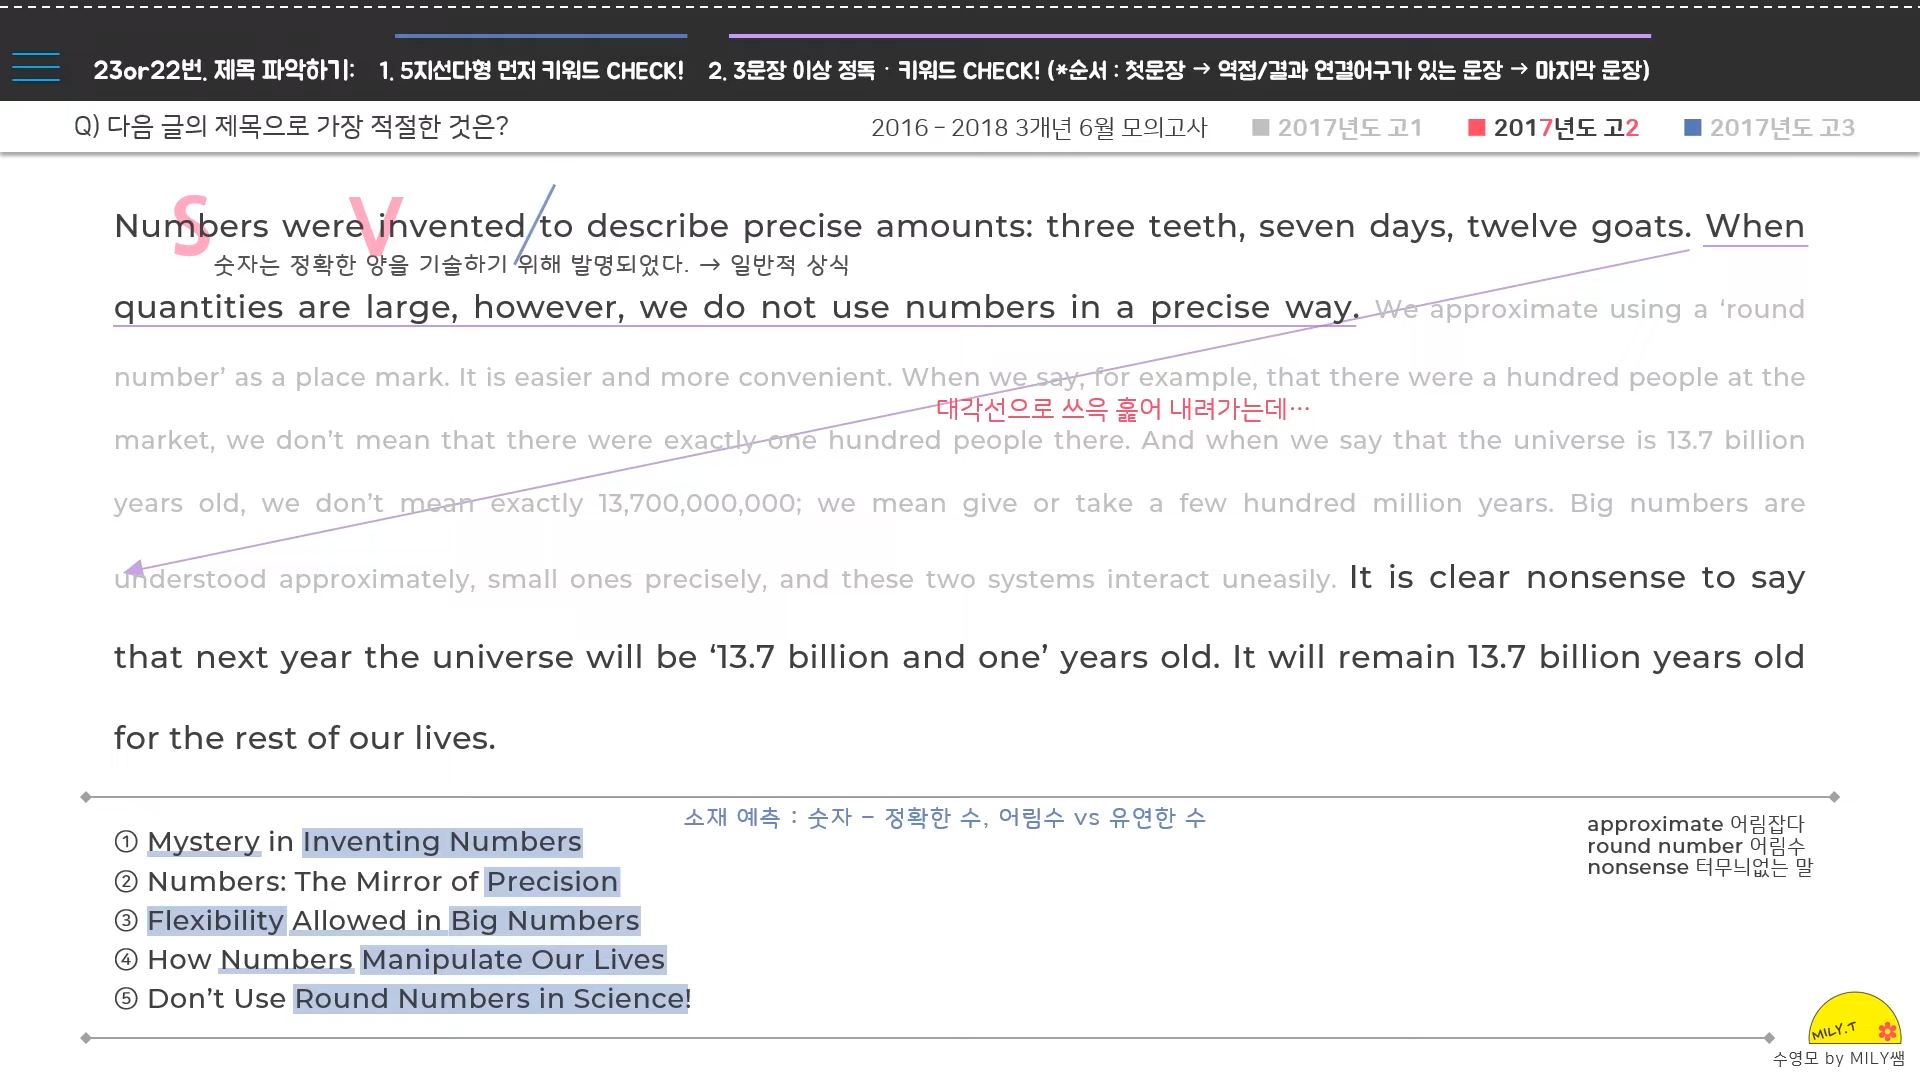 23or22번. 제목 파악하기: 1. 5지선다형 먼저 키워드 CHECK! 2. 3문장 이상 정독 · 키워드 CHECK! (*순서 : 첫문장 → 역접/결과 연결어구가 있는 문장 → 마지막 문장)
Q) 다음 글의 제목으로 가장 적절한 것은? 2016 – 2018 3개년 6월 모의고사 2017년도 고1 2017년도 고2 2017년도 고3
S V
Numbers were invented to describe precise amounts: three teeth, seven days, twelve goats. When
숫자는 정확한 양을 기술하기 위해 발명되었다. → 일반적 상식
quantities are large, however, we do not use numbers in a precise way. We approximate using a ‘round
number’ as a place mark. It is easier and more convenient. When we say, for example, that there were a hundred people at the
대각선으로 쓰윽 훑어 내려가는데…
market, we don’t mean that there were exactly one hundred people there. And when we say that the universe is 13.7 billion
years old, we don’t mean exactly 13,700,000,000; we mean give or take a few hundred million years. Big numbers are
understood approximately, small ones precisely, and these two systems interact uneasily. It is clear nonsense to say
that next year the universe will be ‘13.7 billion and one’ years old. It will remain 13.7 billion years old
for the rest of our lives.
소재 예측 : 숫자 – 정확한 수, 어림수 vs 유연한 수
① Mystery in Inventing Numbers
② Numbers: The Mirror of Precision
③ Flexibility Allowed in Big Numbers
④ How Numbers Manipulate Our Lives
⑤ Don’t Use Round Numbers in Science!
approximate 어림잡다
round number 어림수
nonsense 터무늬없는 말
MILY.T
수영모 by MILY쌤